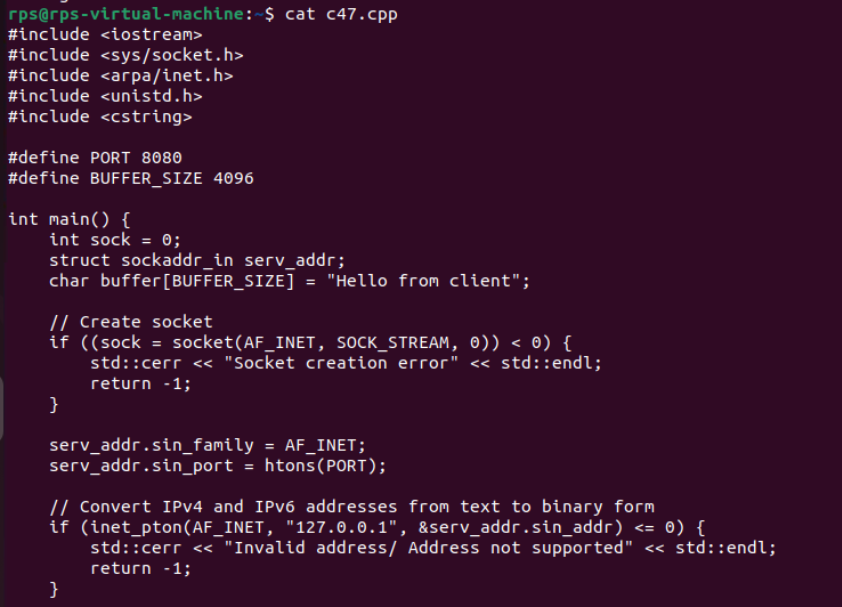 rps@rps-virtual-machine:~$ cat c47.cpp
#include <iostream>
#include <sys/socket.h>
#include <arpa/inet.h>
#include <unistd.h>
#include <cstring>

#define PORT 8080
#define BUFFER_SIZE 4096

int main() {
    int sock = 0;
    struct sockaddr_in serv_addr;
    char buffer[BUFFER_SIZE] = "Hello from client";

    // Create socket
    if ((sock = socket(AF_INET, SOCK_STREAM, 0)) < 0) {
        std::cerr << "Socket creation error" << std::endl;
        return -1;
    }

    serv_addr.sin_family = AF_INET;
    serv_addr.sin_port = htons(PORT);

    // Convert IPv4 and IPv6 addresses from text to binary form
    if (inet_pton(AF_INET, "127.0.0.1", &serv_addr.sin_addr) <= 0) {
        std::cerr << "Invalid address/ Address not supported" << std::endl;
        return -1;
    }